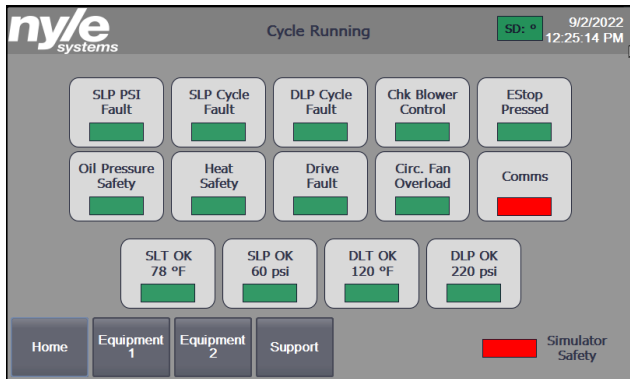 nyle
systems
Cycle Running
SD: º
9/2/2022
12:25:14 PM
SLP PSI
Fault
SLP Cycle
Fault
DLP Cycle
Fault
Chk Blower
Control
EStop
Pressed
Oil Pressure
Safety
Heat
Safety
Drive
Fault
Circ. Fan
Overload
Comms
SLT OK
78 ºF
SLP OK
60 psi
DLT OK
120 ºF
DLP OK
220 psi
Home
Equipment
1
Equipment
2
Support
Simulator
Safety